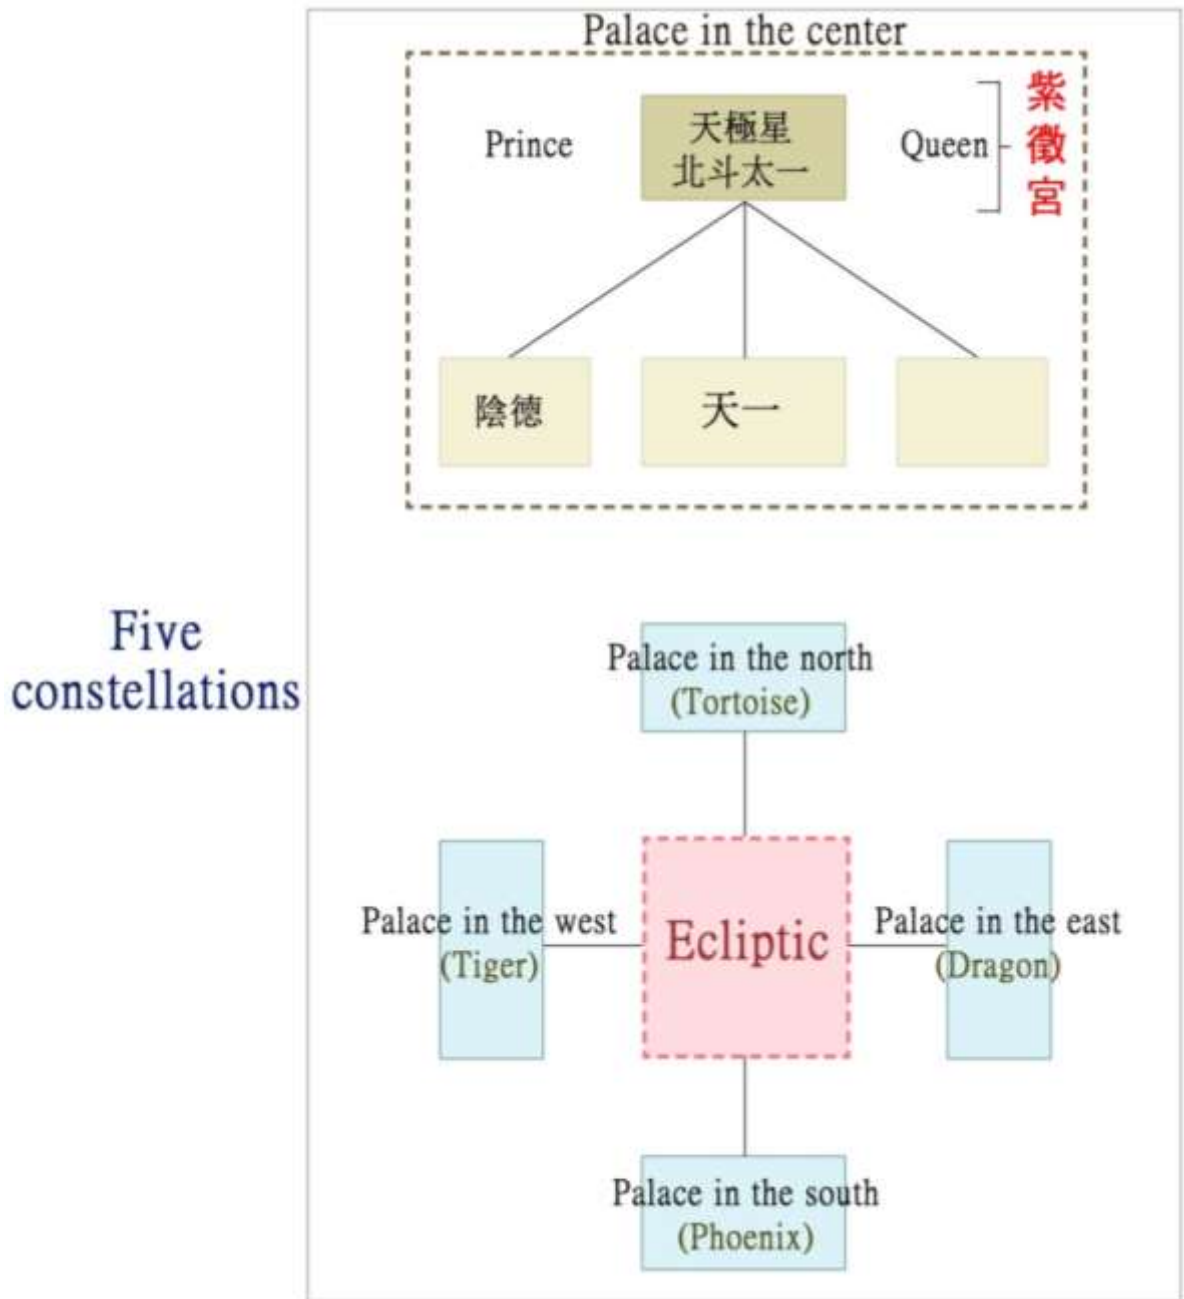 Palace in the center
Prince
天極星
北斗太一
Queen
紫
徵
宮
陰德
天一
Five
constellations
Palace in the north
(Tortoise)
Palace in the west
(Tiger)
Ecliptic
Palace in the east
(Dragon)
Palace in the south
(Phoenix)